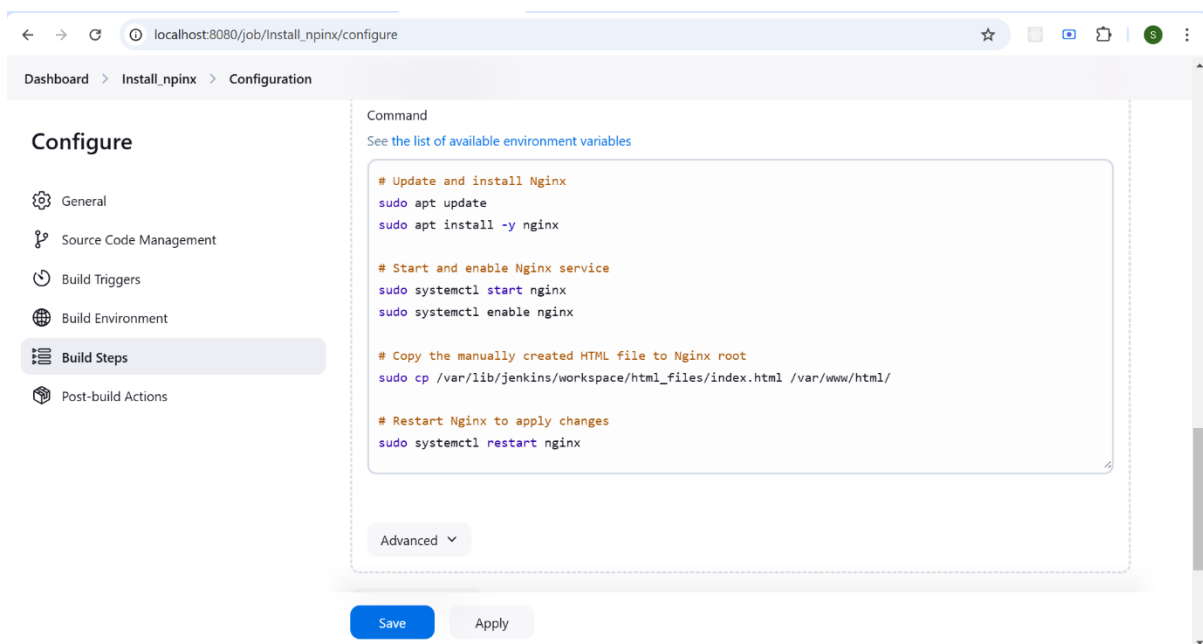 localhost:8080/job/Install_npinx/configure
S
Dashboard > Install_npinx > Configuration
Configure
General
Source Code Management
Build Triggers
Build Environment
Build Steps
Post-build Actions
Command
See the list of available environment variables
# Update and install Nginx
sudo apt update
sudo apt install -y nginx
# Start and enable Nginx service
sudo systemctl start nginx
sudo systemctl enable nginx
# Copy the manually created HTML file to Nginx root
sudo cp /var/lib/jenkins/workspace/html_files/index.html /var/www/html/
# Restart Nginx to apply changes
sudo systemctl restart nginx
Advanced
Save Apply